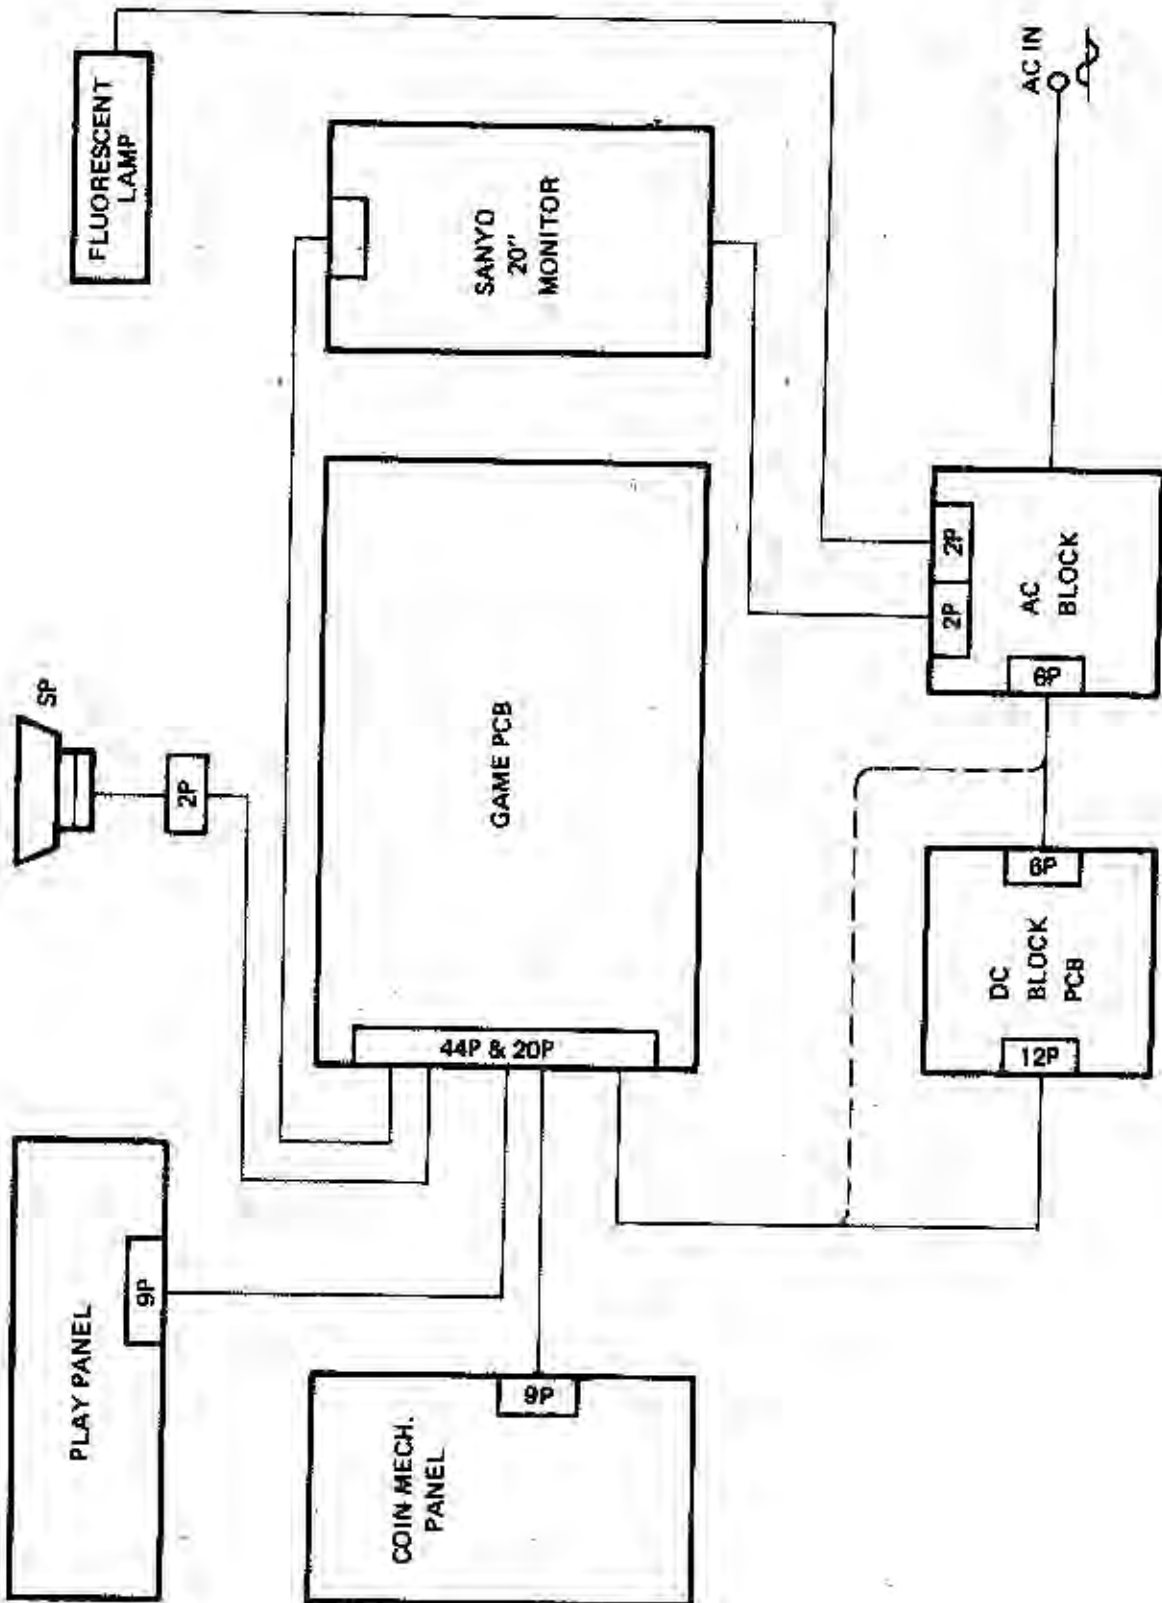 PLAY PANEL
9P
SP
2P
FLUORESCENT
LAMP
COIN MECH.
PANEL
9P
44P & 20P
GAME PCB
SANYO
20"
MONITOR
12P
DC
BLOCK
PCB
6P
6P
2P
2P
AC
BLOCK
AC IN